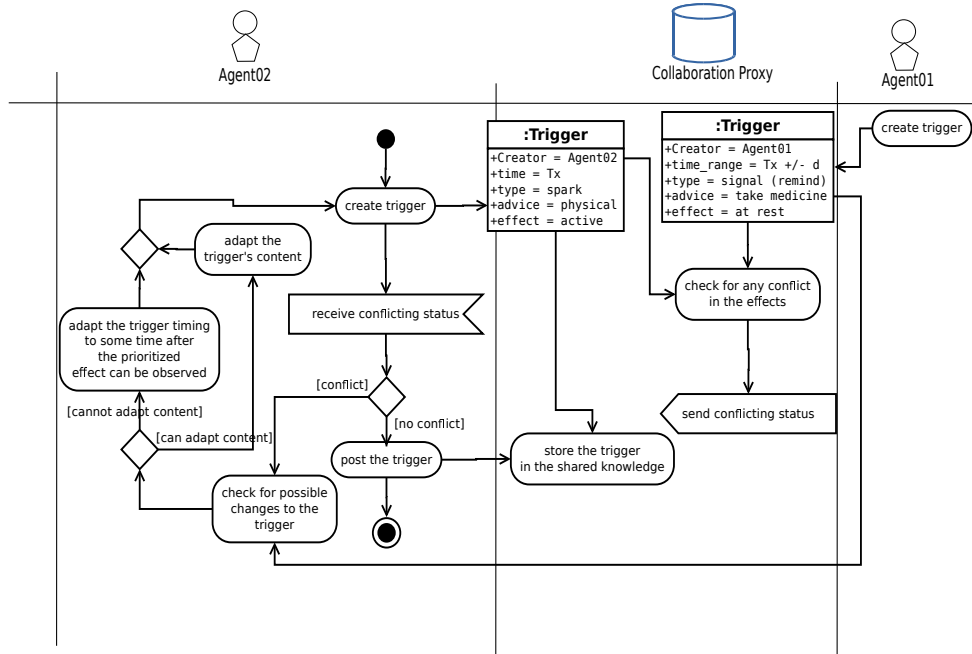 Agent02
Collaboration Proxy
Agent01
create trigger
:Trigger
+Creator = Agent02
+time = Tx
+type = spark
+advice = physical
+effect = active
:Trigger
+Creator = Agent01
+time_range = Tx +/- d
+type = signal (remind)
+advice = take medicine
+effect = at rest
create trigger
adapt the
trigger's content
receive conflicting status
check for any conflict
in the effects
adapt the trigger timing
to some time after
the prioritized
effect can be observed
[conflict]
[no conflict]
send conflicting status
[cannot adapt content]
[can adapt content]
post the trigger
store the trigger
in the shared knowledge
check for possible
changes to the
trigger